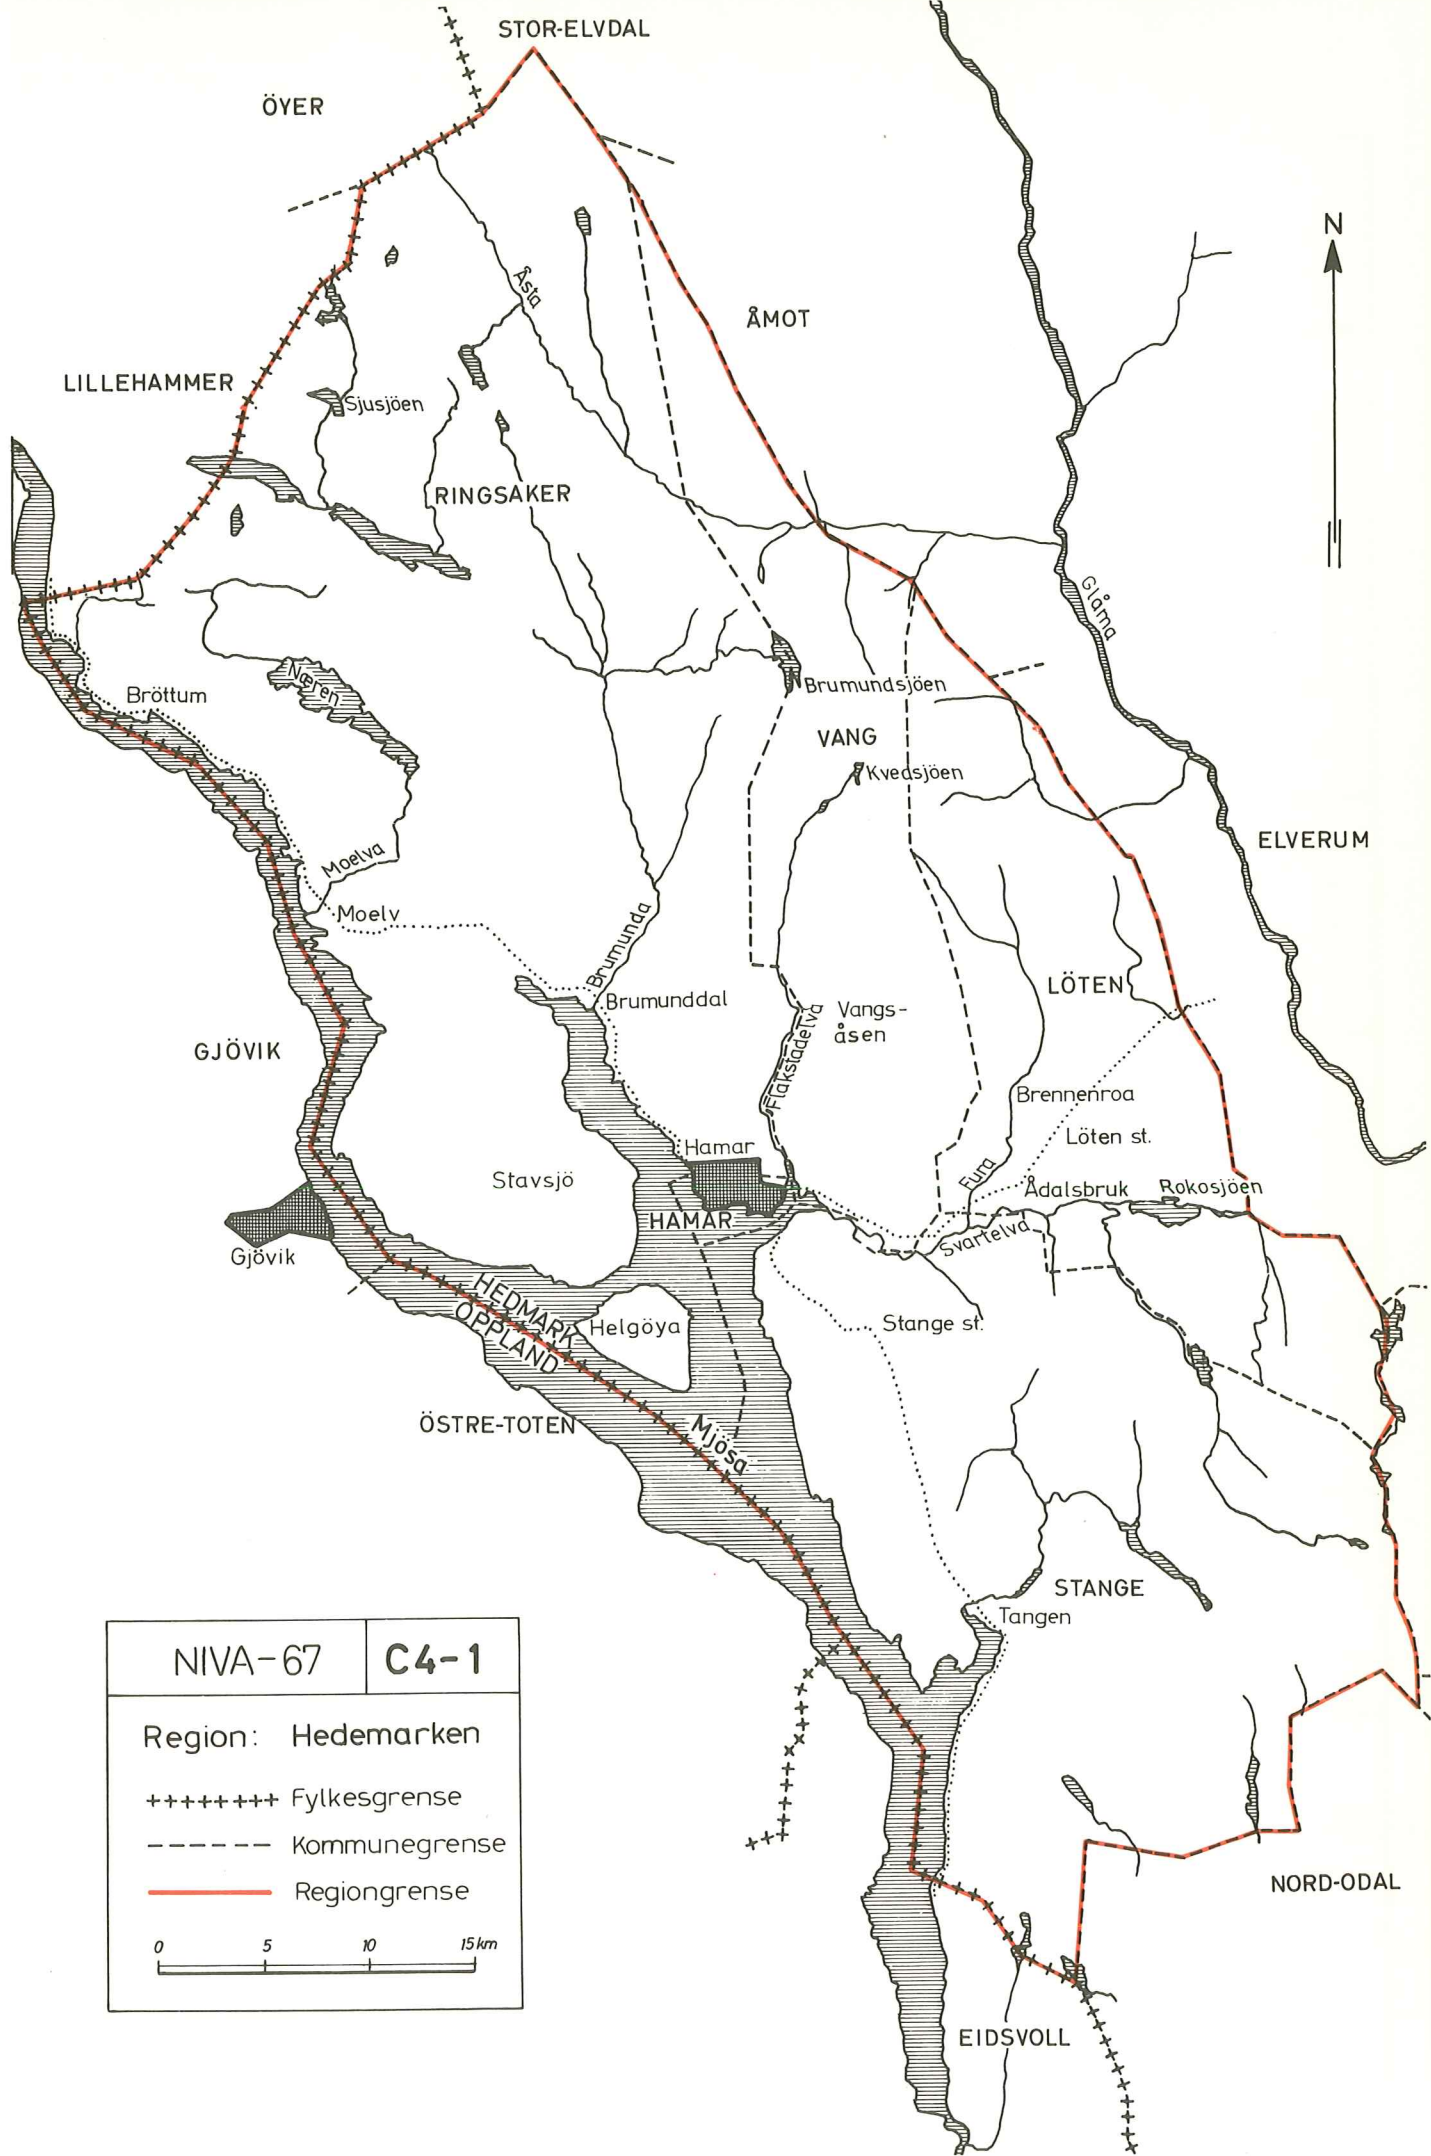 STOR-ELVDAL
ÖYER
N
Åsta
ÅMOT
LILLEHAMMER
Sjusjöen
RINGSAKER
Glåma
Næren
Bröttum
Brumundsjöen
VANG
Kvedsjöen
ELVERUM
Moelva
Moelv
Brumunda
Brumunddal
LÖTEN
Vangs-
åsen
Flakstadelva
GJÖVIK
Brennenroa
Löten st.
Hamar
Stavsjö
Fura
Ådalsbruk
Rokosjöen
HAMAR
Svartelva
Gjövik
HEDMARK
OPPLAND
Helgöya
Stange st.
ÖSTRE-TOTEN
Mjösa
STANGE
Tangen
NIVA-67
C4-1
Region: Hedemarken
Fylkesgrense
Kommunegrense
Regiongrense
0 5 10 15 km
NORD-ODAL
EIDSVOLL